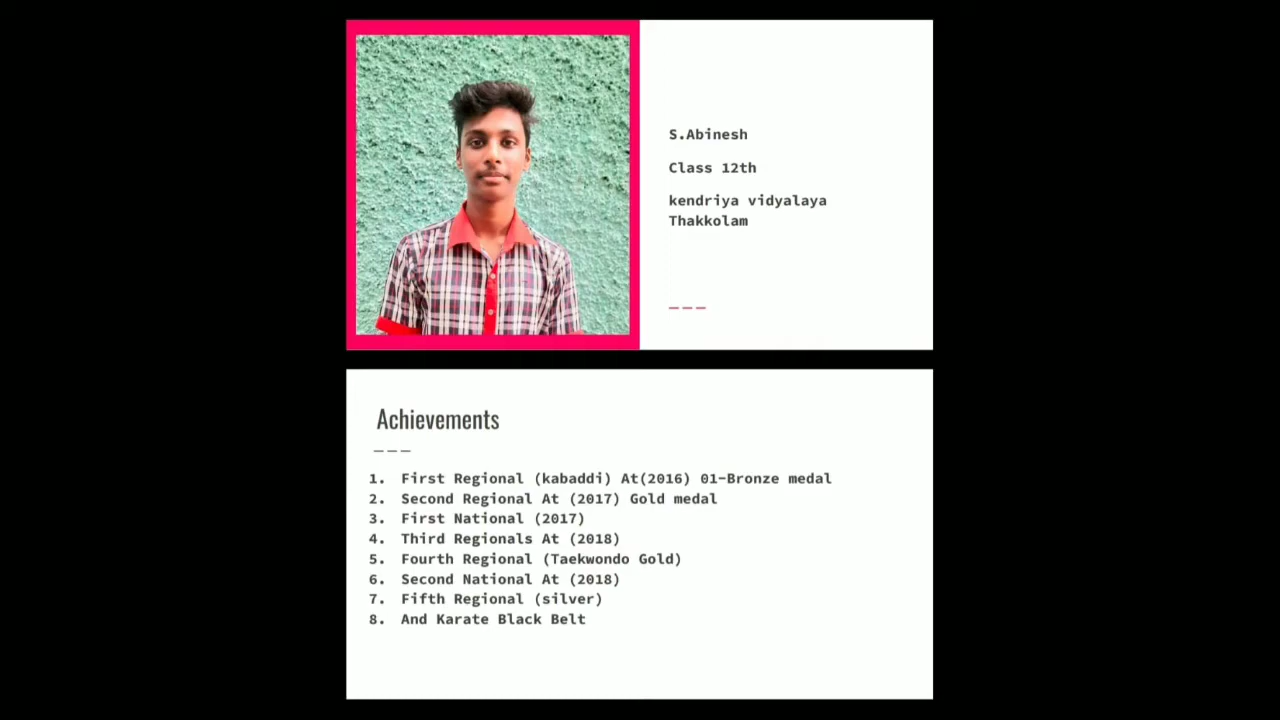 S.Abinesh
Class 12th
kendriya vidyalaya
Thakkolam
Achievements
1. First Regional (kabaddi) At(2016) 01-Bronze medal
2. Second Regional At (2017) Gold medal
3. First National (2017)
4. Third Regionals At (2018)
5. Fourth Regional (Taekwondo Gold)
6. Second National At (2018)
7. Fifth Regional (silver)
8. And Karate Black Belt